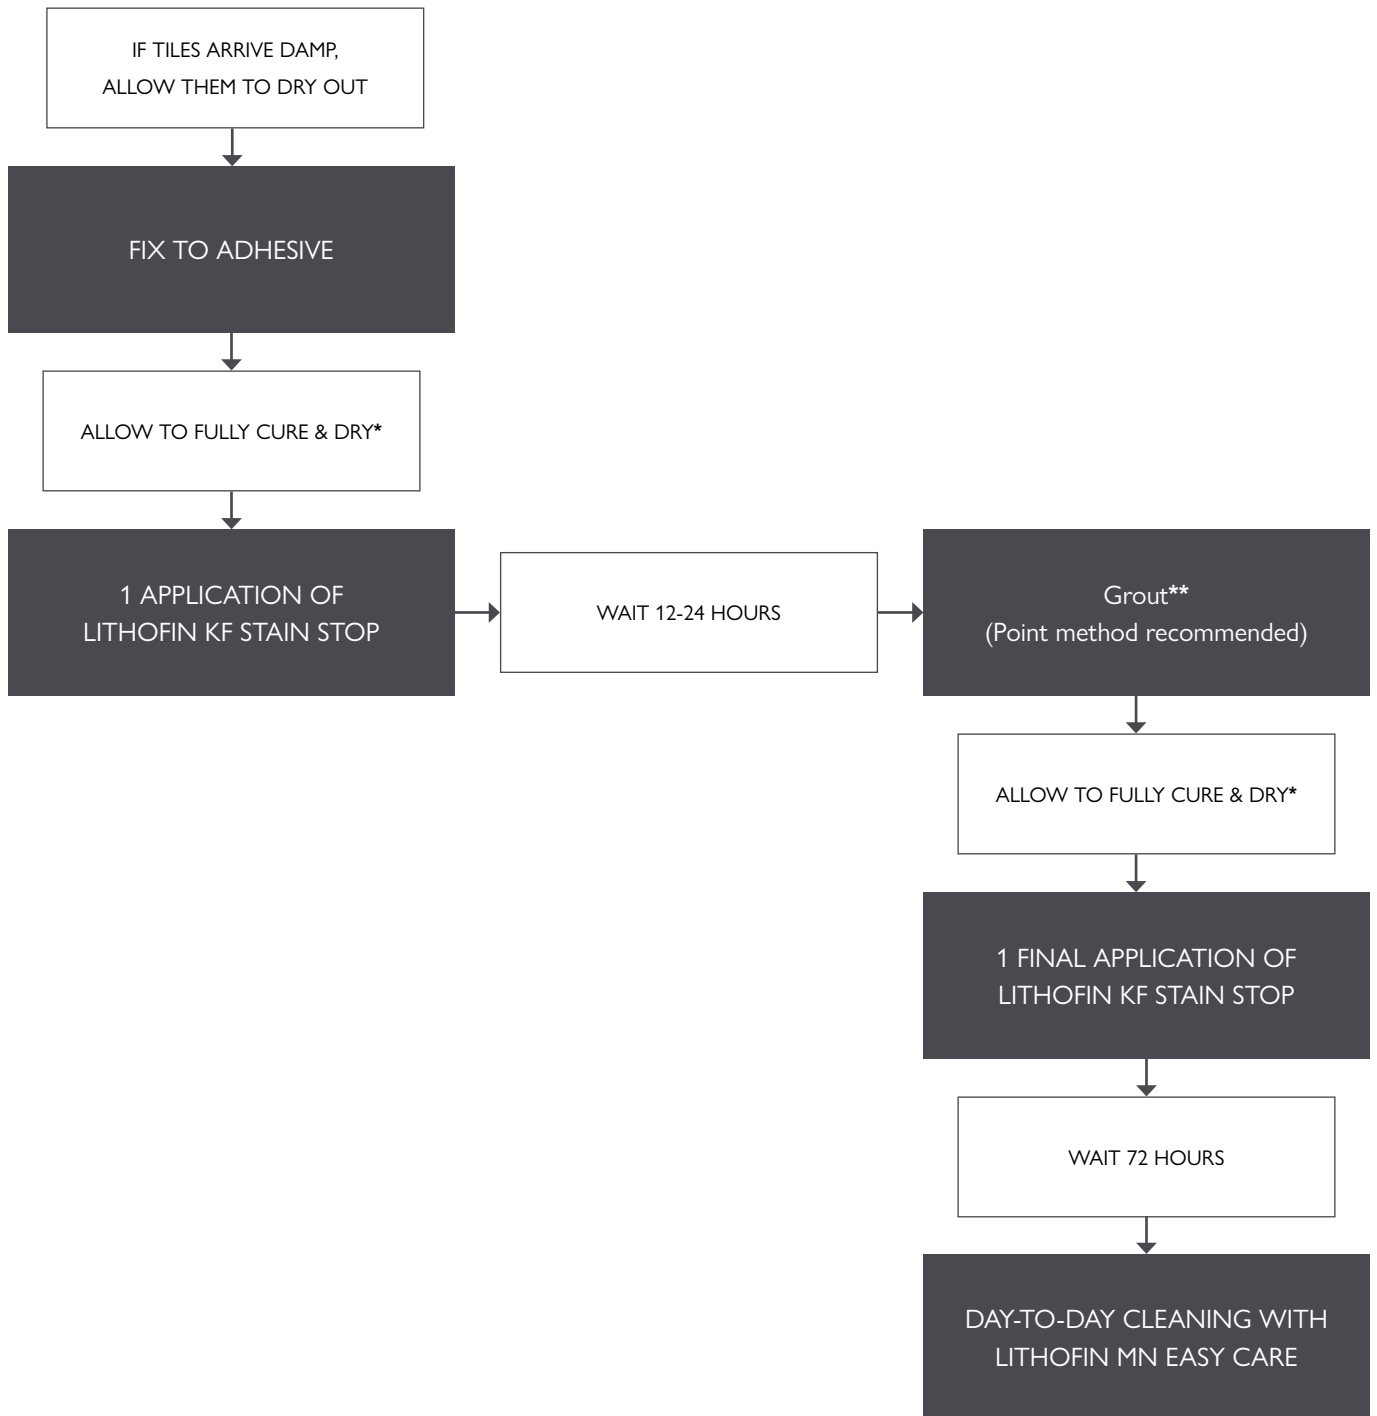 IF TILES ARRIVE DAMP,
ALLOW THEM TO DRY OUT
FIX TO ADHESIVE
ALLOW TO FULLY CURE & DRY*
1 APPLICATION OF
LITHOFIN KF STAIN STOP
WAIT 12-24 HOURS
Grout**
(Point method recommended)
ALLOW TO FULLY CURE & DRY*
1 FINAL APPLICATION OF
LITHOFIN KF STAIN STOP
WAIT 72 HOURS
DAY-TO-DAY CLEANING WITH
LITHOFIN MN EASY CARE